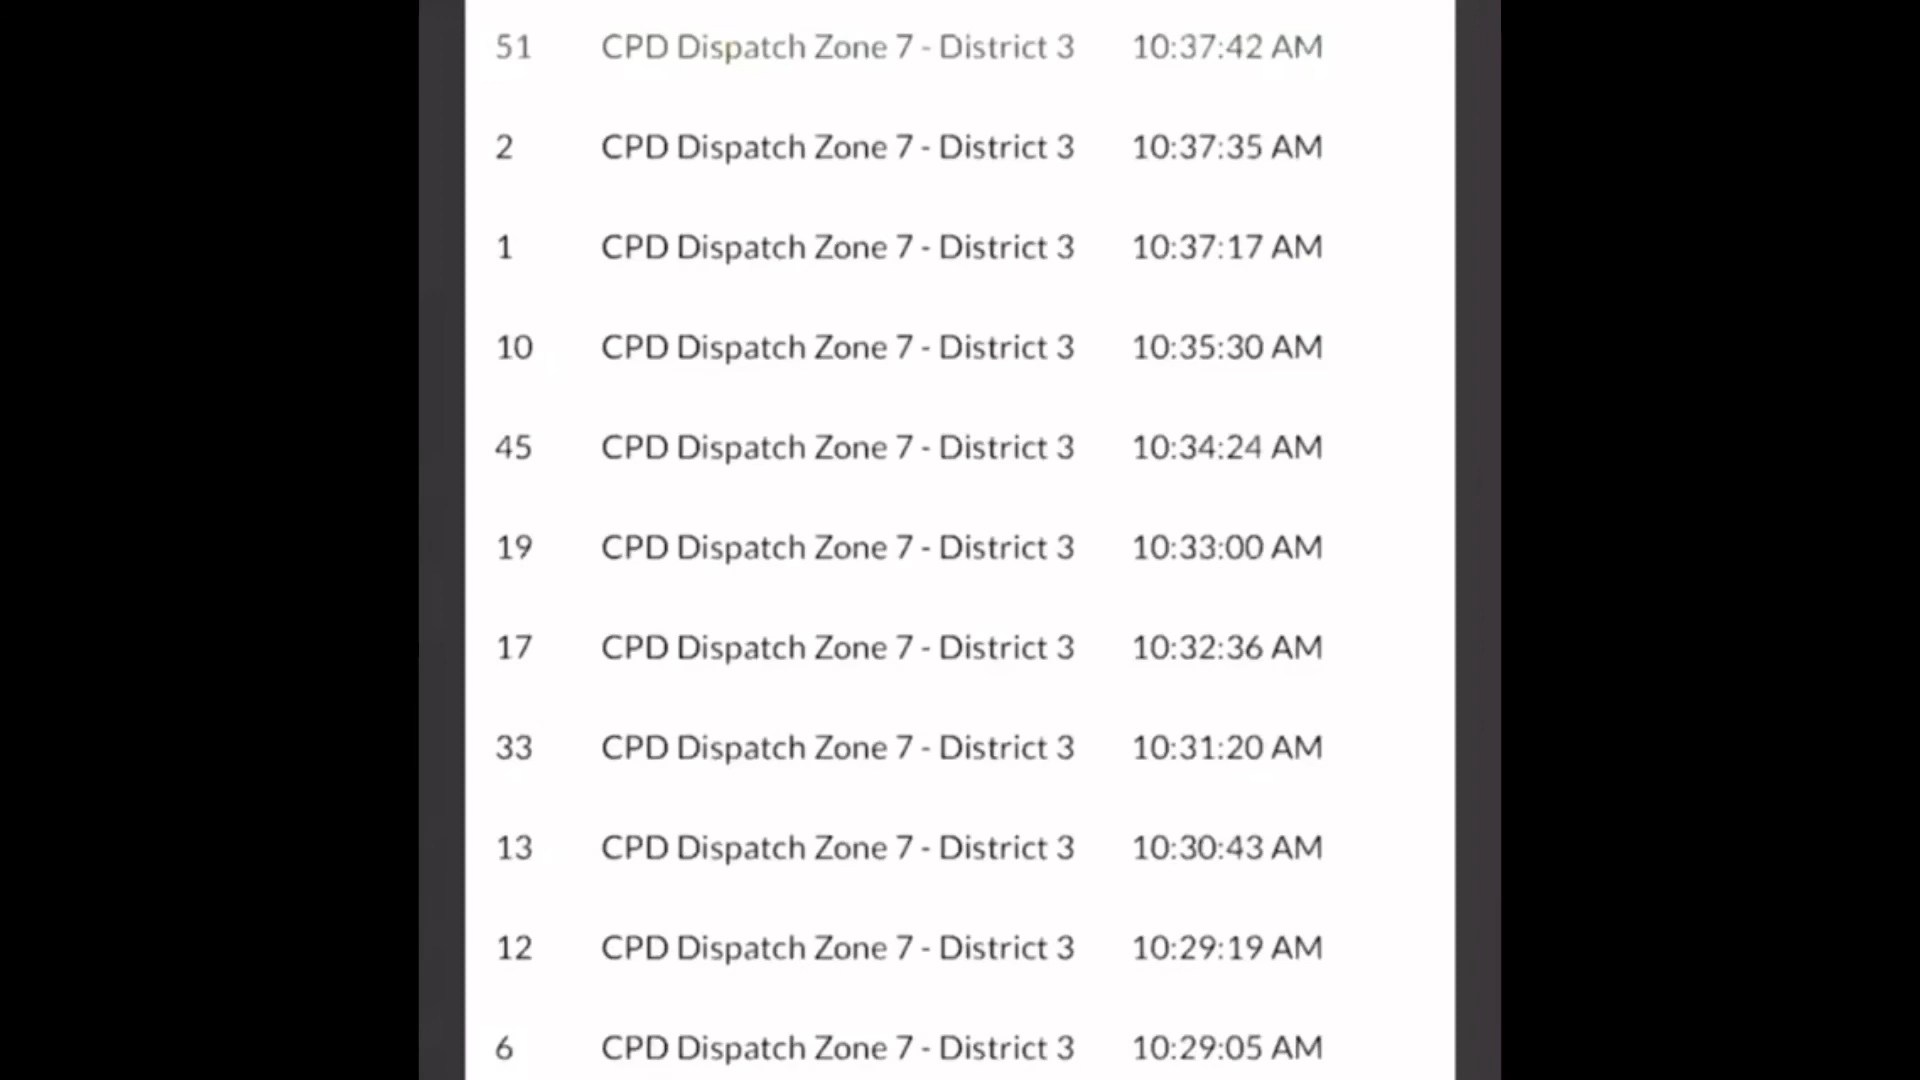 51 CPD Dispatch Zone 7 - District 3 10:37:42 AM
2 CPD Dispatch Zone 7 - District 3 10:37:35 AM
1 CPD Dispatch Zone 7 - District 3 10:37:17 AM
10 CPD Dispatch Zone 7 - District 3 10:35:30 AM
45 CPD Dispatch Zone 7 - District 3 10:34:24 AM
19 CPD Dispatch Zone 7 - District 3 10:33:00 AM
17 CPD Dispatch Zone 7 - District 3 10:32:36 AM
33 CPD Dispatch Zone 7 - District 3 10:31:20 AM
13 CPD Dispatch Zone 7 - District 3 10:30:43 AM
12 CPD Dispatch Zone 7 - District 3 10:29:19 AM
6 CPD Dispatch Zone 7 - District 3 10:29:05 AM